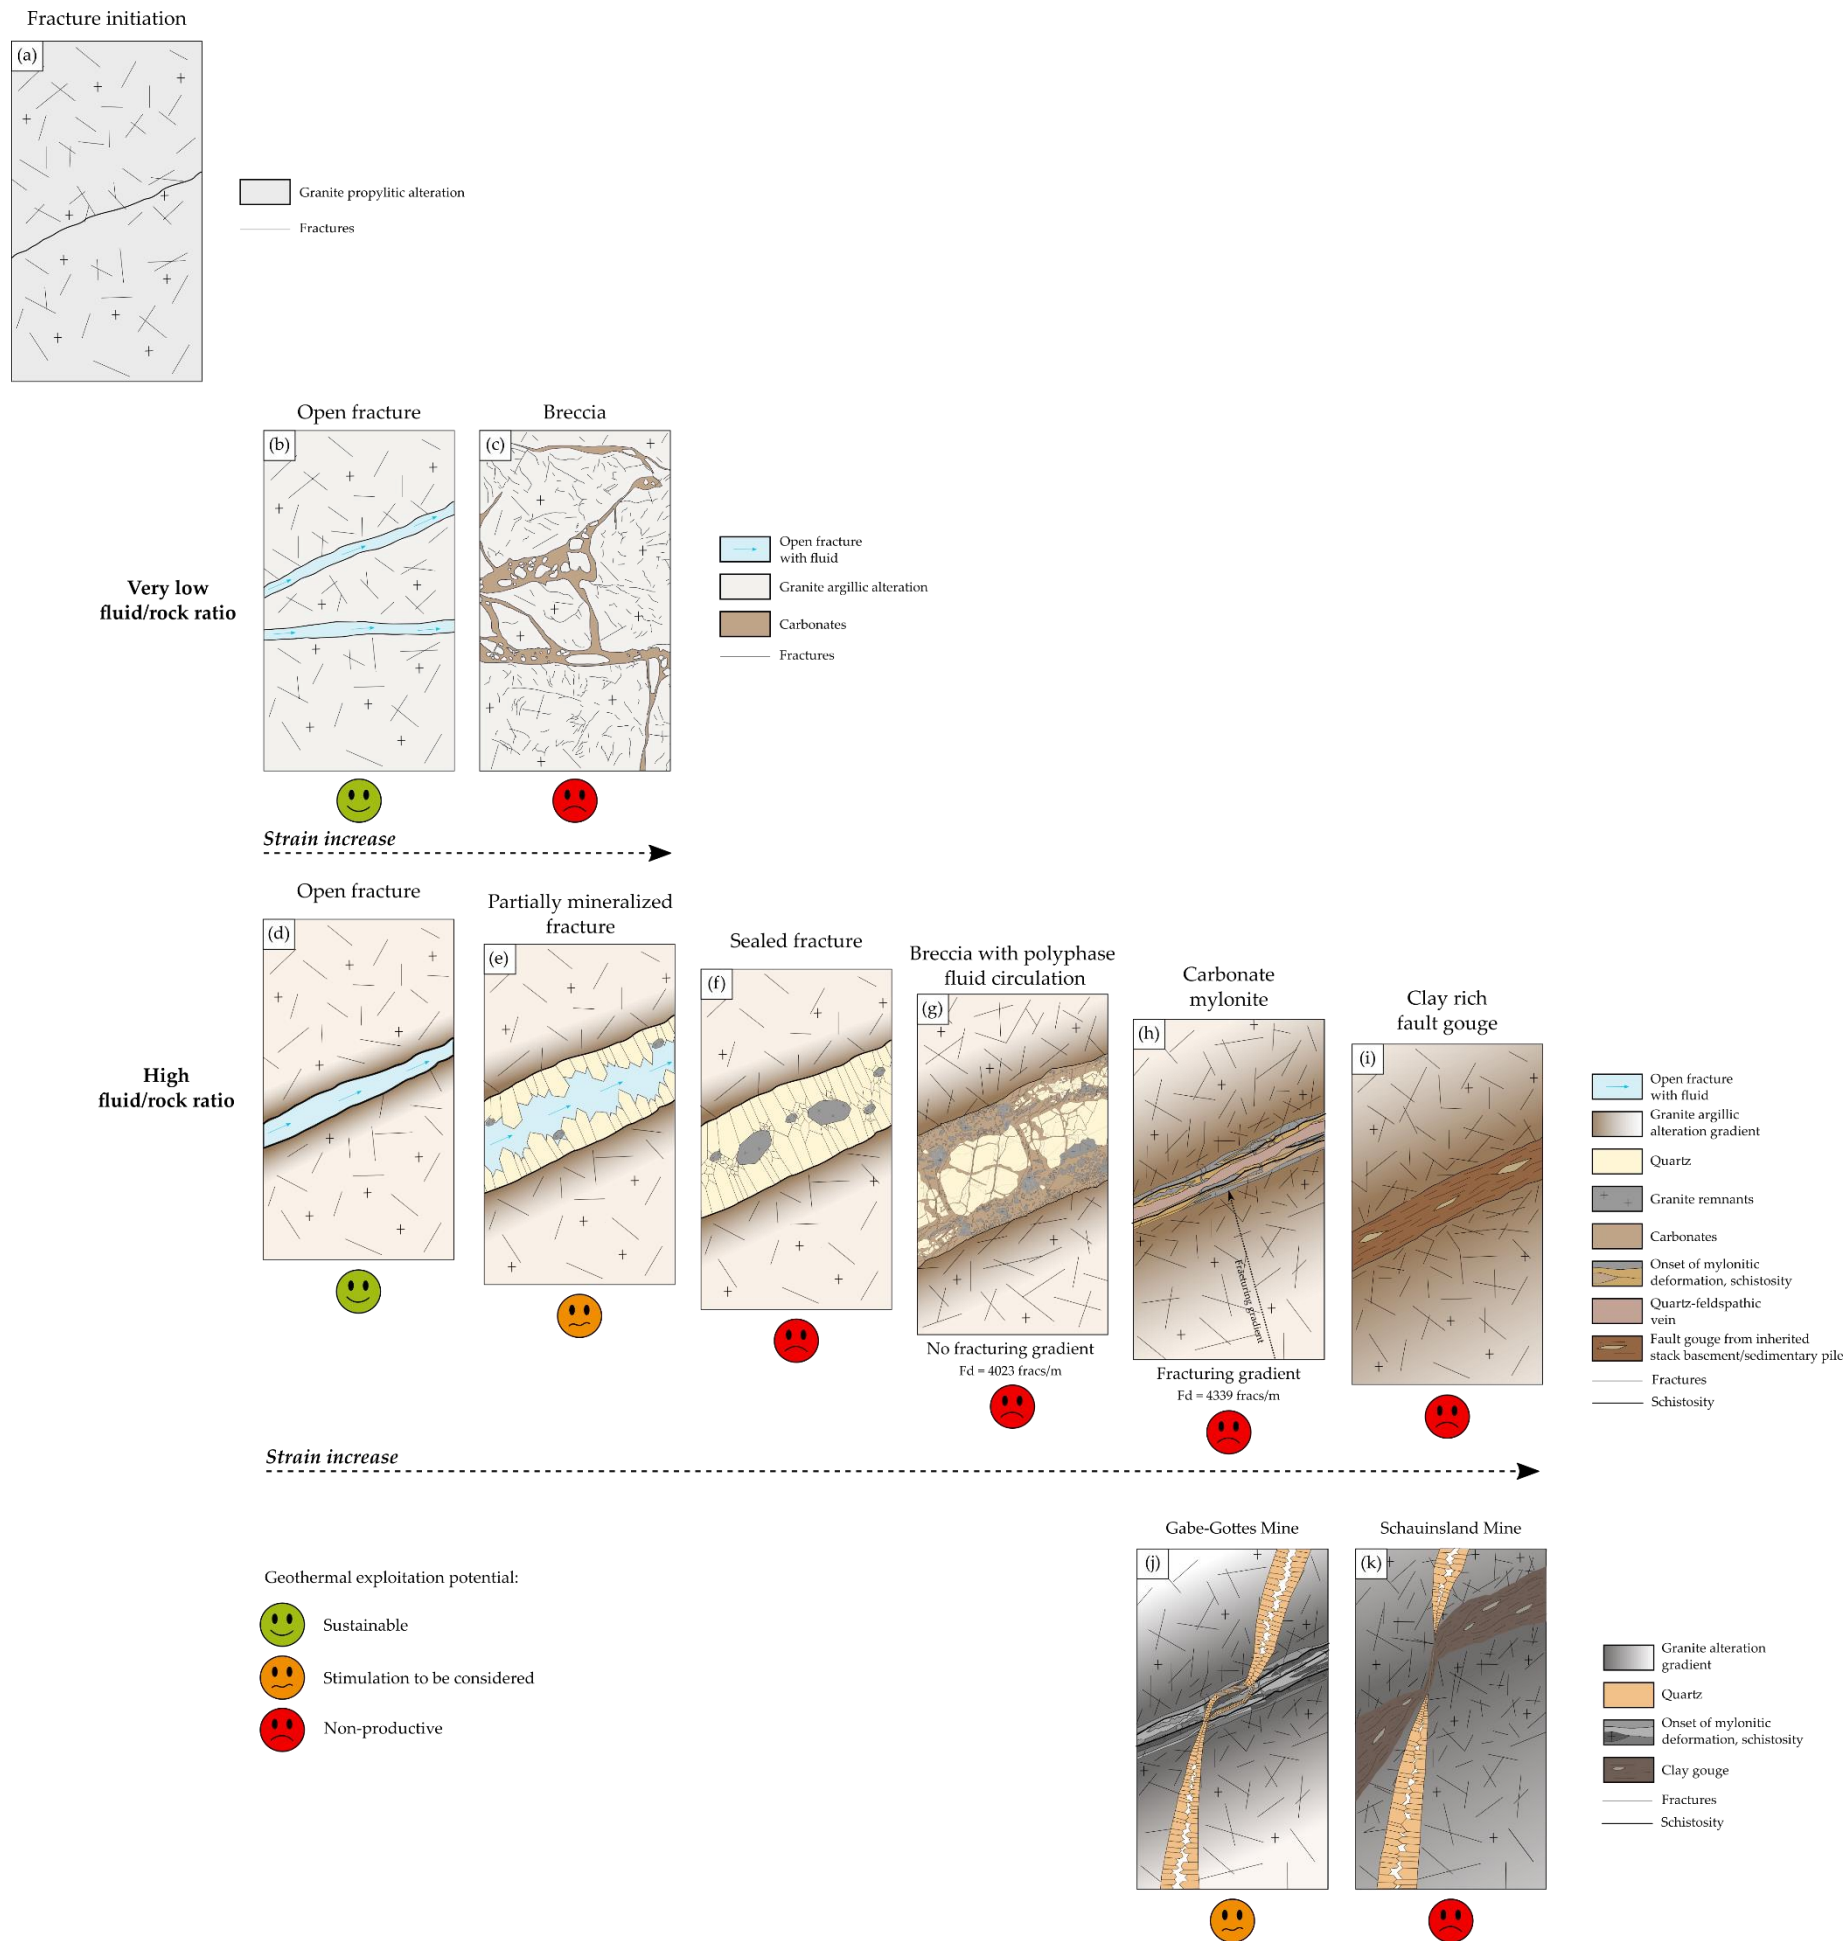 Fracture initiation
(a)
Granite propylitic alteration
Fractures
Open fracture
Breccia
(b)
(c)
Very low
fluid/rock ratio
Open fracture
with fluid
Granite argillic alteration
Carbonates
Fractures
Strain increase
Open fracture
Partially mineralized
fracture
Sealed fracture
Breccia with polyphase
fluid circulation
Carbonate
mylonite
Clay rich
fault gouge
(d)
(e)
(f)
(g)
(h)
(i)
High
fluid/rock ratio
Fracturing gradient
No fracturing gradient
Fd = 4023 fracs/m
Fracturing gradient
Fd = 4339 fracs/m
Open fracture
with fluid
Granite argillic
alteration gradient
Quartz
Granite remnants
Carbonates
Onset of mylonitic
deformation, schistosity
Quartz-feldspathic
vein
Fault gouge from inherited
stack basement/sedimentary pile
Fractures
Schistosity
Strain increase
Gabe-Gottes Mine
Schauinsland Mine
(j)
(k)
Geothermal exploitation potential:
Sustainable
Stimulation to be considered
Non-productive
Granite alteration
gradient
Quartz
Onset of mylonitic
deformation, schistosity
Clay gouge
Fractures
Schistosity